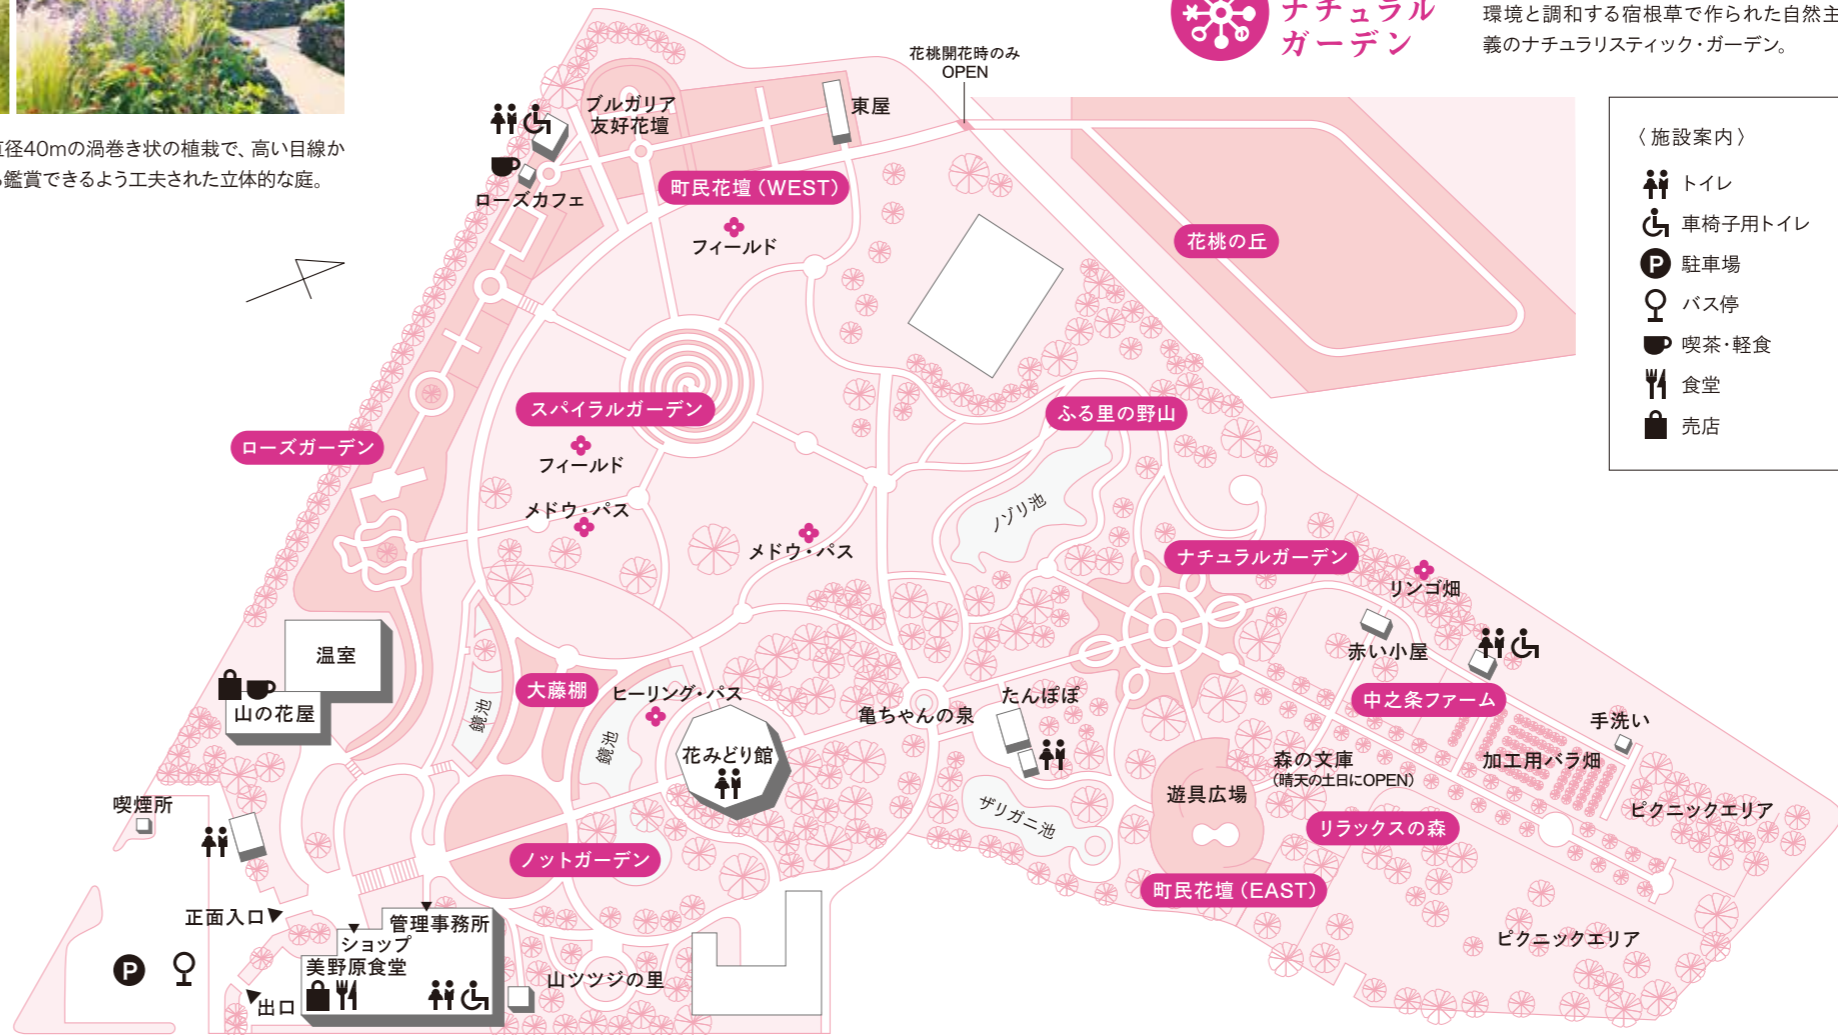 ナチュラル
ガーデン
環境と調和する宿根草で作られた自然主
義のナチュラリスティック・ガーデン。
直径40mの渦巻き状の植栽で、高い目線か
鑑賞できるよう工夫された立体的な庭。
花桃開花時のみ
OPEN
ブルガリア
友好花壇
東屋
ローズカフェ
町民花壇（WEST）
フィールド
花桃の丘
〈施設案内〉
トイレ
車椅子用トイレ
P 駐車場
バス停
喫茶・軽食
食堂
売店
スパイラルガーデン
ふる里の野山
ローズガーデン
フィールド
メドウ・パス
メドウ・パス
ノゾリ池
ナチュラルガーデン
リンゴ畑
赤い小屋
温室
山の花屋
鏡池
大藤棚
ヒーリング・パス
鏡池
花みどり館
亀ちゃんの泉
たんぽぽ
中之条ファーム
手洗い
森の文庫
（晴天の土日にOPEN）
加工用バラ畑
遊具広場
ザリガニ池
ピクニックエリア
リラックスの森
喫煙所
ノットガーデン
町民花壇（EAST）
正面入口
管理事務所
ショップ
美野原食堂
山ツツジの里
ピクニックエリア
P
出口